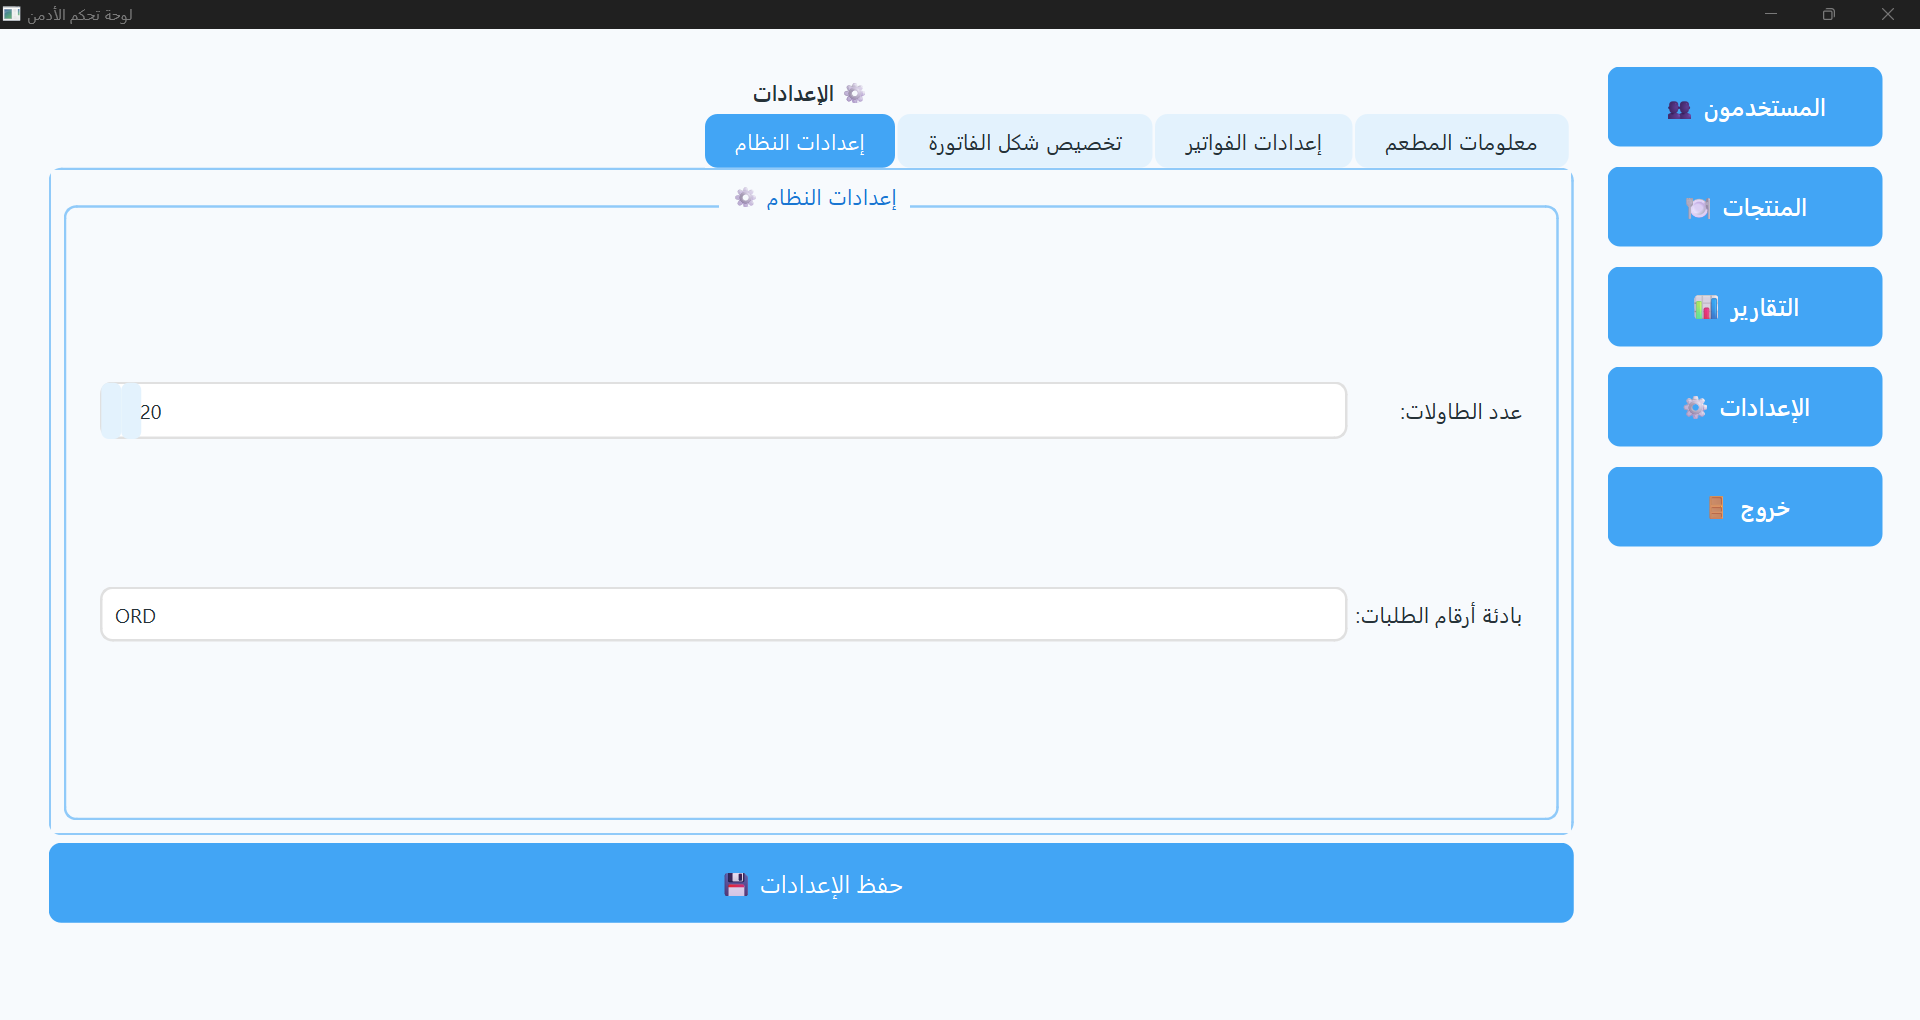 لوحة تحكم الأدمن
الإعدادات
معلومات المطعم
إعدادات الفواتير
تخصيص شكل الفاتورة
إعدادات النظام
إعدادات النظام
عدد الطاولات:
20
بادئة أرقام الطلبات:
ORD
حفظ الإعدادات
المستخدمون
المنتجات
التقارير
الإعدادات
خروج